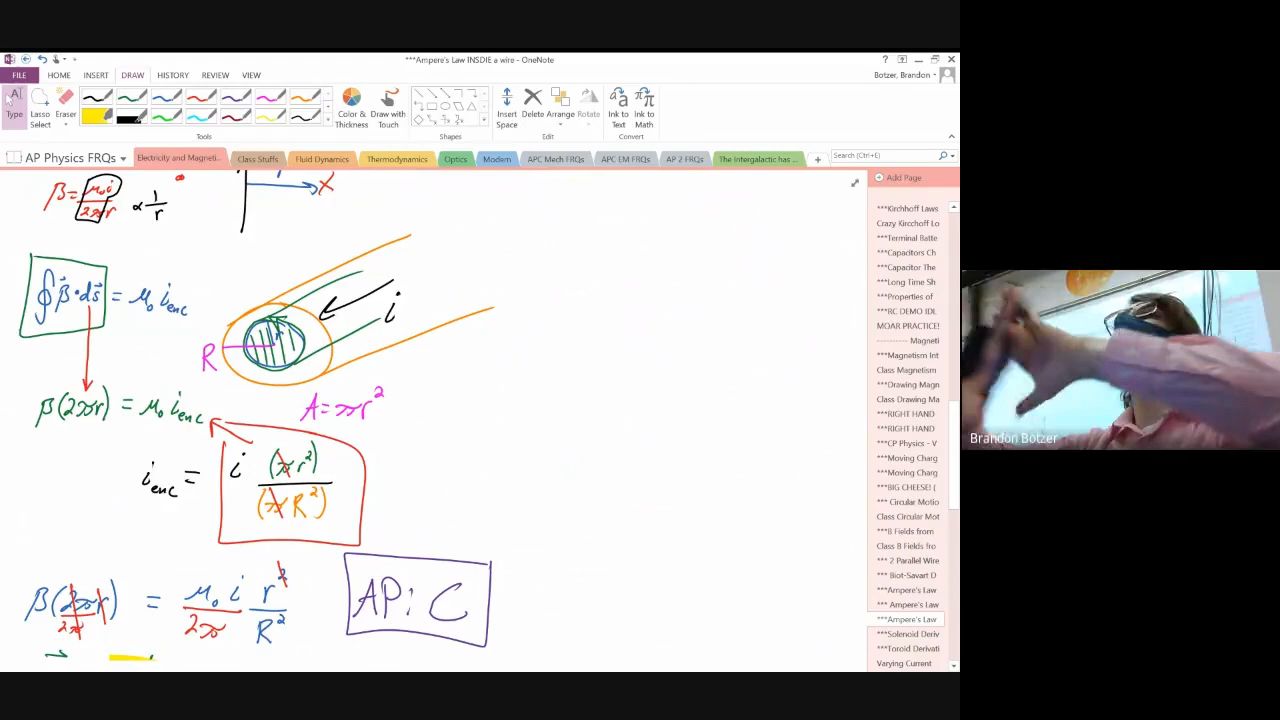 ***Ampere's Law INSDIE a wire - OneNote
FILE HOME INSERT DRAW HISTORY REVIEW VIEW
Botzer, Brandon
Type
Lasso Select
Eraser
Color & Thickness
Draw with Touch
Insert Space
Delete
Arrange
Rotate
Ink to Text
Ink to Math
Tools
Shapes
Edit
Convert
AP Physics FRQs
Electricity and Magneti...
Class Stuffs
Fluid Dynamics
Thermodynamics
Optics
Modern
APC Mech FRQs
APC EM FRQs
AP 2 FRQs
The Intergalactic has ...
Search (Ctrl+E)
β = μ₀i / 2πr ∝ 1/r
x
∮ β⃗ • ds⃗ = μ₀ i enc
i
r
R
β(2πr) = μ₀ i enc
A = πr²
i enc = i (πr²) / (πR²)
β(2πr) / 2π = μ₀ i / 2π r² / R²
AP: C
Add Page
***Kirchhoff Laws
Crazy Kircchoff Lo
***Terminal Batte
***Capacitors Ch
***Capacitor The
***Long Time Sh
***Properties of
***RC DEMO IDL
MOAR PRACTICE!
----------- Magneti
***Magnetism Int
Class Magnetism
***Drawing Magn
Class Drawing Ma
***RIGHT HAND
***RIGHT HAND
***CP Physics - V
***Moving Charg
***Moving Charg
***BIG CHEESE! (
*** Circular Motio
Class Circular Mot
***B Fields from
Class B Fields fro
*** 2 Parallel Wire
*** Biot-Savart D
***Ampere's Law
*** Ampere's Law
***Ampere's Law
***Solenoid Deriv
***Toroid Derivati
Varying Current
Brandon Botzer